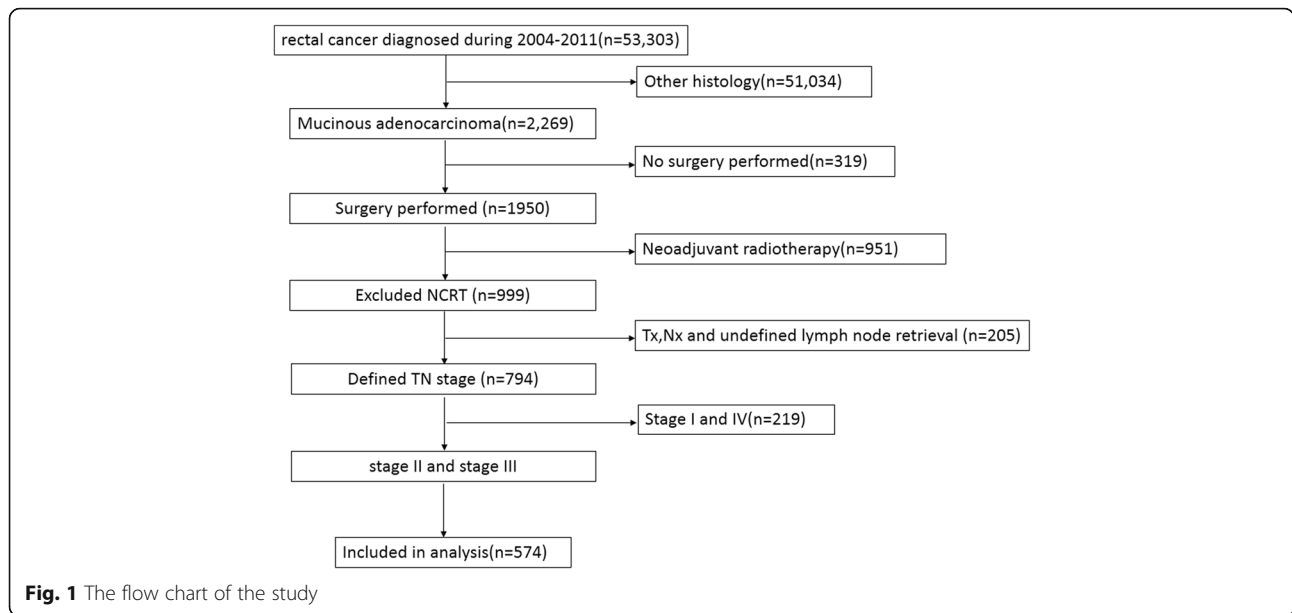 rectal cancer diagnosed during 2004-2011(n=53,303)
Other histology(n=51,034)
Mucinous adenocarcinoma(n=2,269)
No surgery performed(n=319)
Surgery performed (n=1950)
Neoadjuvant radiotherapy(n=951)
Excluded NCRT (n=999)
Tx,Nx and undefined lymph node retrieval (n=205)
Defined TN stage (n=794)
Stage I and IV(n=219)
stage II and stage III
Included in analysis(n=574)
Fig. 1 The flow chart of the study